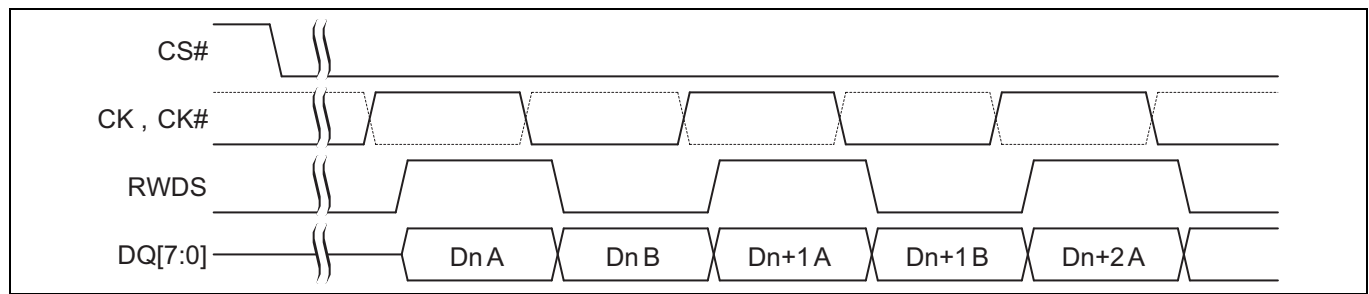 CS#
CK , CK#
RWDS
DQ[7:0] Dn A Dn B Dn+1 A Dn+1 B Dn+2 A